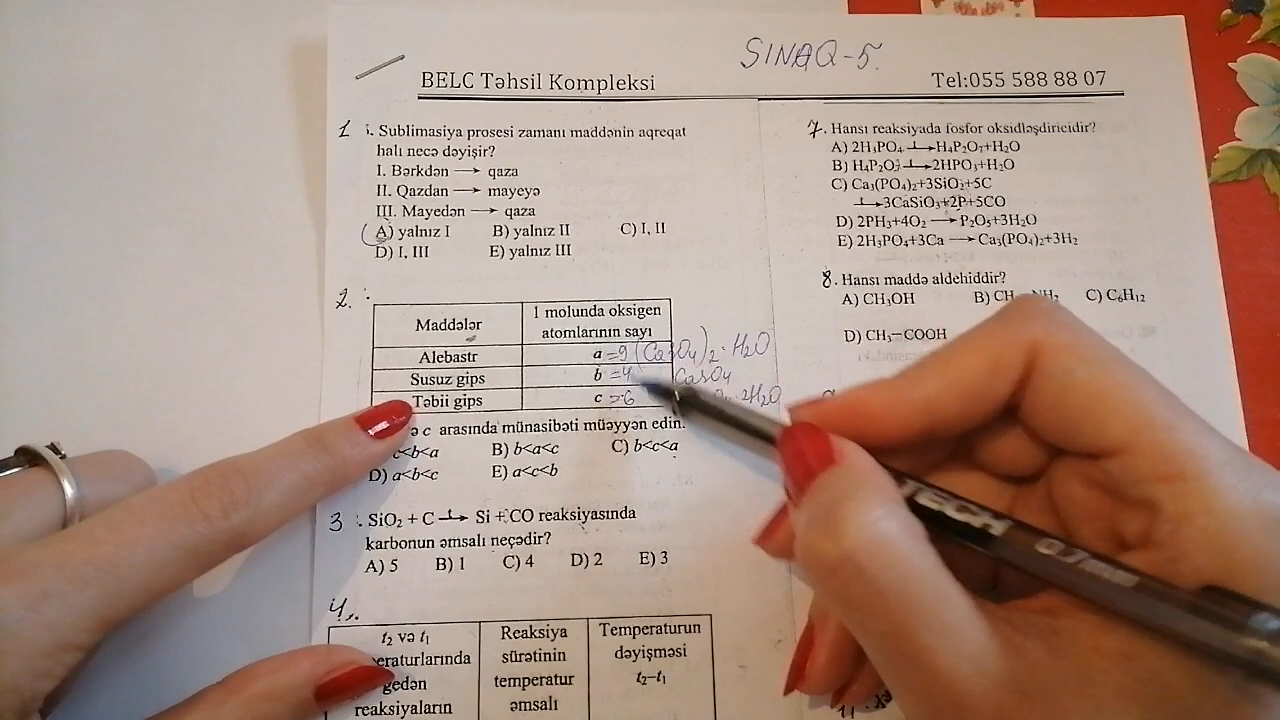 SINAQ-5.
BELC Təhsil Kompleksi Tel:055 588 88 07
1. Sublimasiya prosesi zamanı maddənin aqreqat
halı necə dəyişir?
I. Bərkdən → qaza
II. Qazdan → mayeyə
III. Mayedən → qaza
A) yalnız I B) yalnız II C) I, II
D) I, III E) yalnız III
2.
Maddələr 1 molunda oksigen
atomlarının sayı
Alebastr a =9 (CaSO4)2·H2O
Susuz gips b =4 CaSO4
Təbii gips c =6 ·2H2O
ə c arasında münasibəti müəyyən edin.
c<b<a B) b<a<c C) b<c<a
D) a<b<c E) a<c<b
3. SiO₂ + C →t Si + CO reaksiyasında
karbonun əmsalı neçədir?
A) 5 B) 1 C) 4 D) 2 E) 3
4.
t₂ və t₁ Reaksiya Temperaturun
sürətinin dəyişməsi
gedən temperatur t₂–t₁
reaksiyaların əmsalı
7. Hansı reaksiyada fosfor oksidləşdiricidir?
A) 2H₃PO₄ →t H₄P₂O₇+H₂O
B) H₄P₂O₇ →t 2HPO₃+H₂O
C) Ca₃(PO₄)₂+3SiO₂+5C
→t 3CaSiO₃+2P+5CO
D) 2PH₃+4O₂ → P₂O₅+3H₂O
E) 2H₃PO₄+3Ca → Ca₃(PO₄)₂+3H₂
8. Hansı maddə aldehiddir?
A) CH₃OH B) CH NH₂ C) C₆H₁₂
D) CH₃–COOH